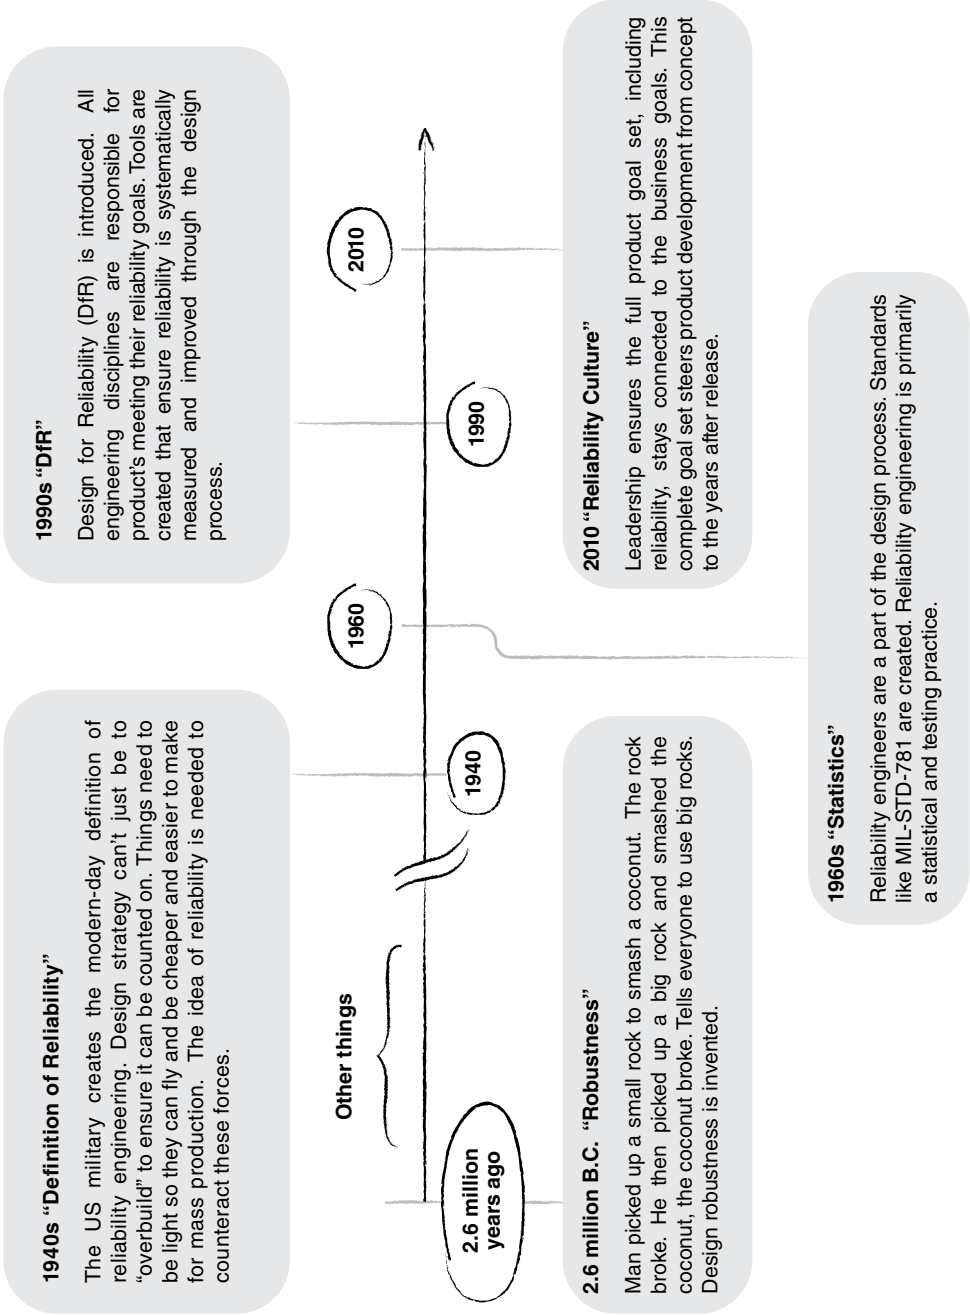 1940s “Definition of Reliability”
The US military creates the modern-day definition of
reliability engineering. Design strategy can’t just be to
“overbuild” to ensure it can be counted on. Things need to
be light so they can fly and be cheaper and easier to make
for mass production. The idea of reliability is needed to
counteract these forces.
1990s “DfR”
Design for Reliability (DfR) is introduced. All
engineering disciplines are responsible for
product’s meeting their reliability goals. Tools are
created that ensure reliability is systematically
measured and improved through the design
process.
Other things
1960
2010
2.6 million
years ago
1940
1990
2.6 million B.C. “Robustness”
Man picked up a small rock to smash a coconut. The rock
broke. He then picked up a big rock and smashed the
coconut, the coconut broke. Tells everyone to use big rocks.
Design robustness is invented.
2010 “Reliability Culture”
Leadership ensures the full product goal set, including
reliability, stays connected to the business goals. This
complete goal set steers product development from concept
to the years after release.
1960s “Statistics”
Reliability engineers are a part of the design process. Standards
like MIL-STD-781 are created. Reliability engineering is primarily
a statistical and testing practice.